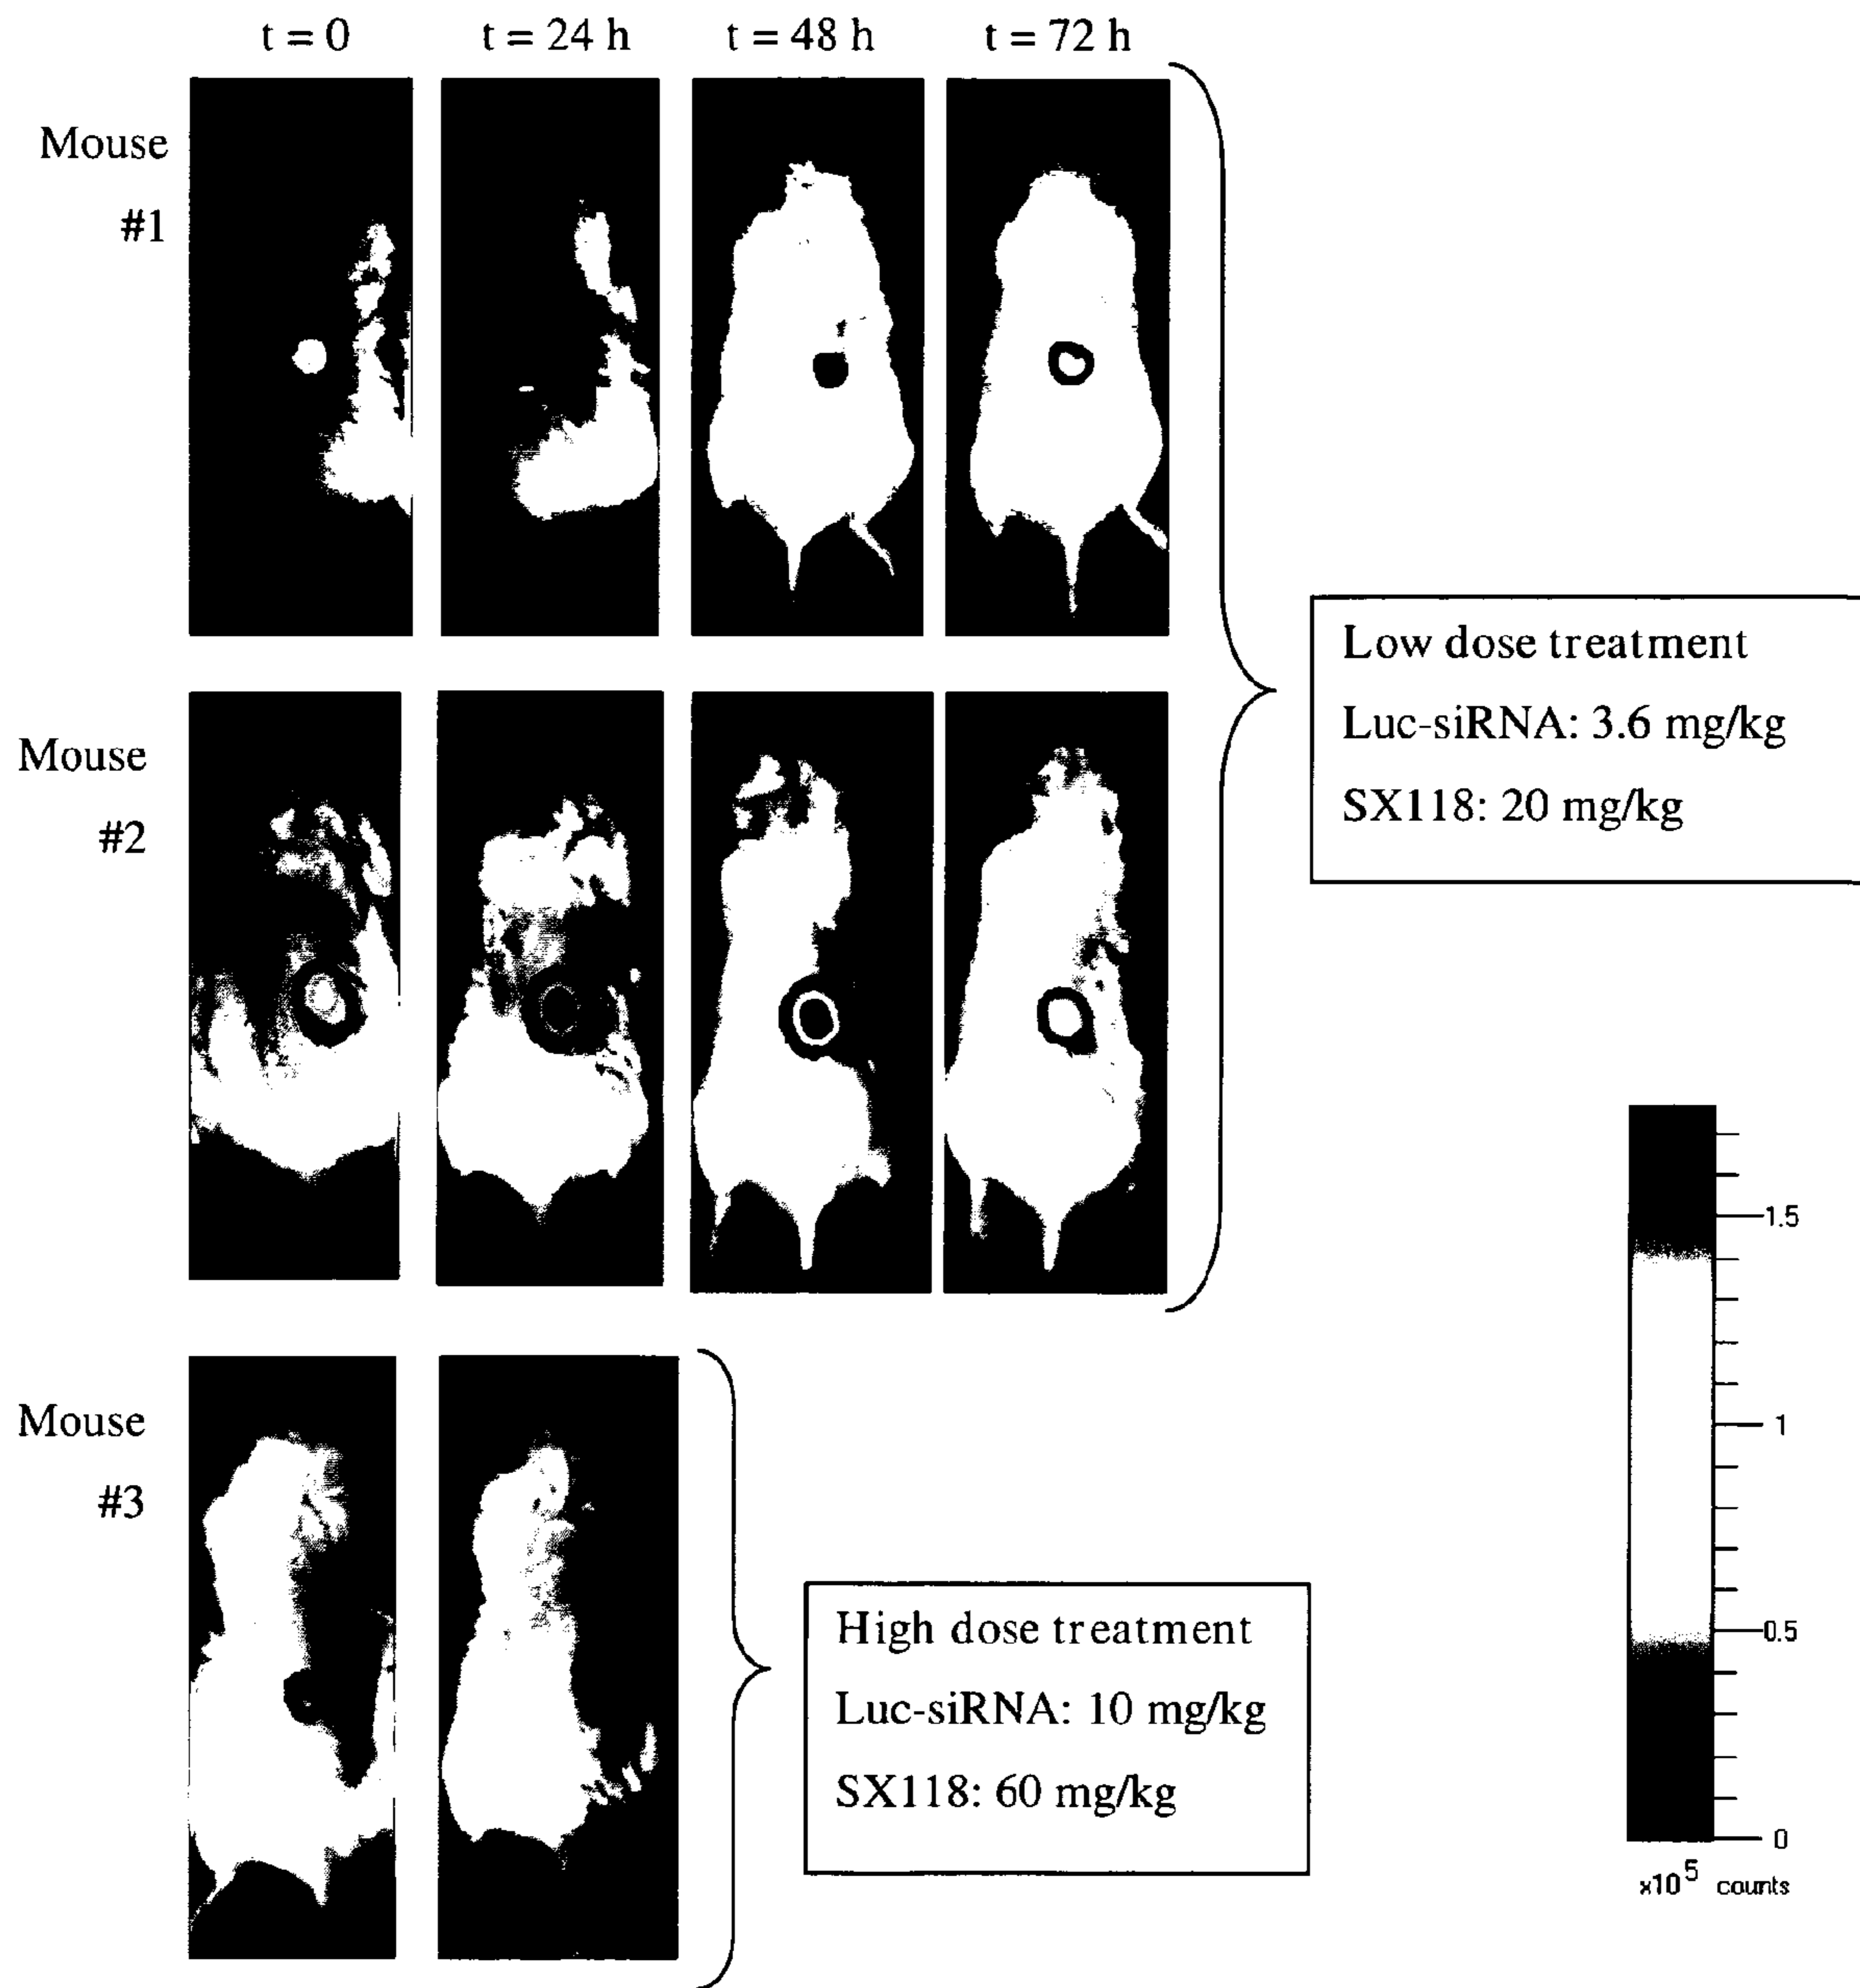 t = 0 t = 24 h t = 48 h t = 72 h
Mouse
#1
Low dose treatment
Luc-siRNA: 3.6 mg/kg
SX118: 20 mg/kg
Mouse
#2
1.5
1
0.5
0
x10^5 counts
Mouse
#3
High dose treatment
Luc-siRNA: 10 mg/kg
SX118: 60 mg/kg